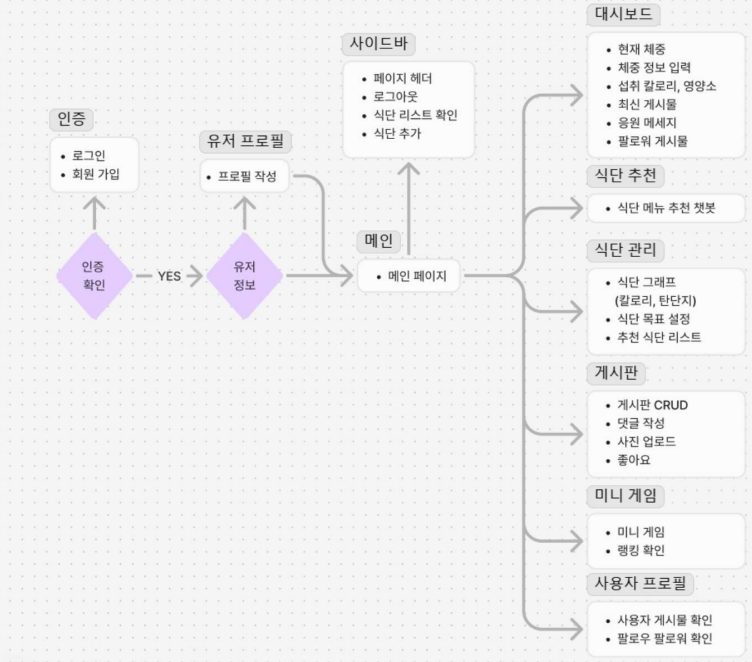 인증
• 로그인
• 회원 가입
인증
확인
YES
유저 프로필
• 프로필 작성
유저
정보
사이드바
• 페이지 헤더
• 로그아웃
• 식단 리스트 확인
• 식단 추가
메인
• 메인 페이지
대시보드
• 현재 체중
• 체중 정보 입력
• 섭취 칼로리, 영양소
• 최신 게시물
• 응원 메세지
• 팔로워 게시물
식단 추천
• 식단 메뉴 추천 챗봇
식단 관리
• 식단 그래프
(칼로리, 탄단지)
• 식단 목표 설정
• 추천 식단 리스트
게시판
• 게시판 CRUD
• 댓글 작성
• 사진 업로드
• 좋아요
미니 게임
• 미니 게임
• 랭킹 확인
사용자 프로필
• 사용자 게시물 확인
• 팔로우 팔로워 확인